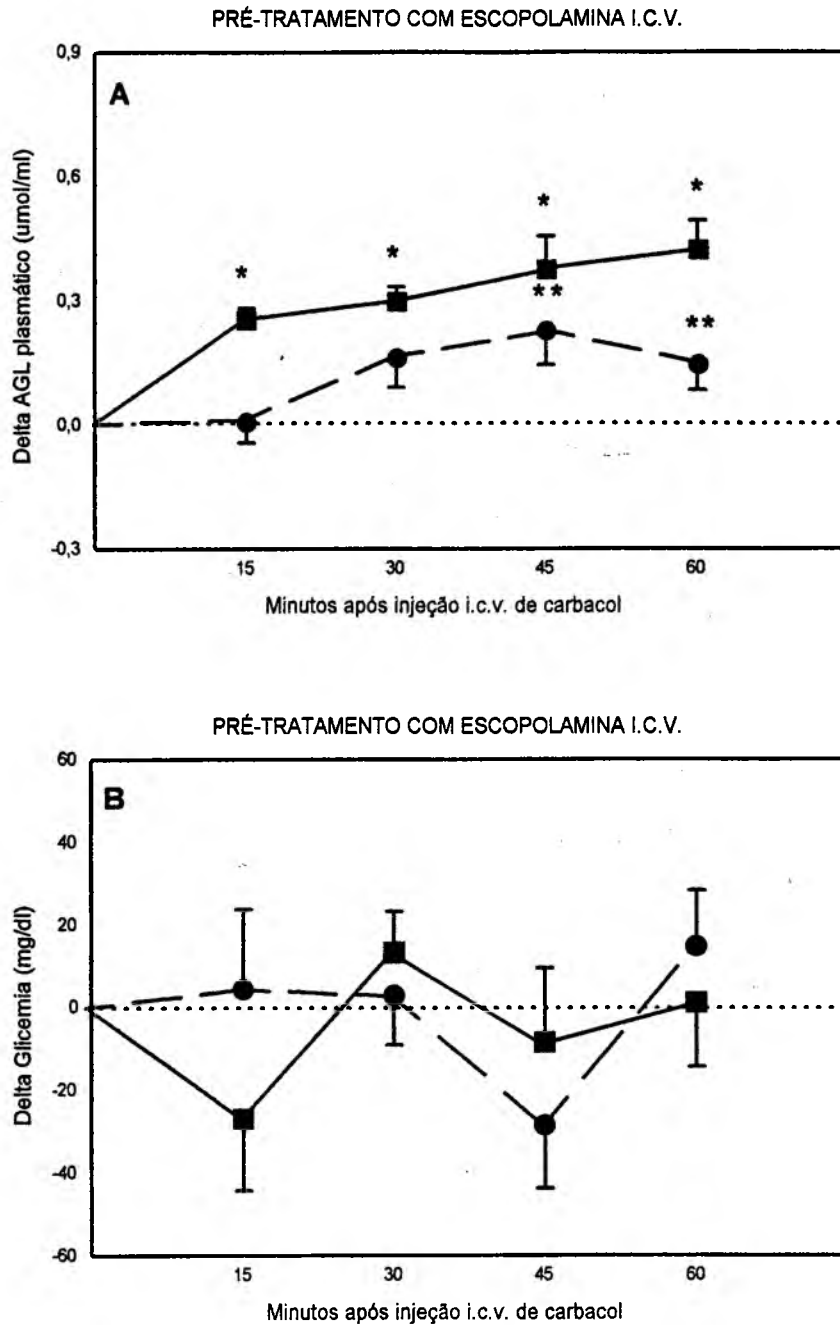 PRÉ-TRATAMENTO COM ESCOPOLAMINA I.C.V.
A
Delta AGL plasmático (umol/ml)
0,9
0,6
0,3
0,0
-0,3
*
*
*
*
**
**
15 30 45 60
Minutos após injeção i.c.v. de carbacol
PRÉ-TRATAMENTO COM ESCOPOLAMINA I.C.V.
B
Delta Glicemia (mg/dl)
60
40
20
0
-20
-40
-60
15 30 45 60
Minutos após injeção i.c.v. de carbacol